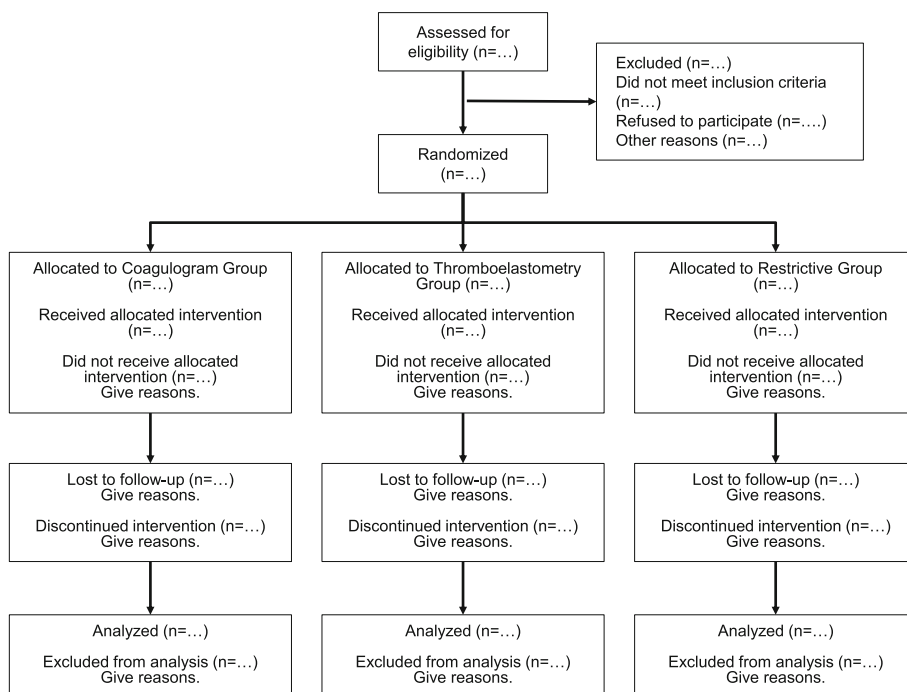 Assessed for
eligibility (n=…)
Excluded (n=…)
Did not meet inclusion criteria
(n=…)
Refused to participate (n=….)
Other reasons (n=…)
Randomized
(n=…)
Allocated to Coagulogram Group
(n=…)
Received allocated intervention
(n=…)
Did not receive allocated
intervention (n=…)
Give reasons.
Allocated to Thromboelastometry
Group (n=…)
Received allocated intervention
(n=…)
Did not receive allocated
intervention (n=…)
Give reasons.
Allocated to Restrictive Group
(n=…)
Received allocated intervention
(n=…)
Did not receive allocated
intervention (n=…)
Give reasons.
Lost to follow-up (n=…)
Give reasons.
Discontinued intervention (n=…)
Give reasons.
Lost to follow-up (n=…)
Give reasons.
Discontinued intervention (n=…)
Give reasons.
Lost to follow-up (n=…)
Give reasons.
Discontinued intervention (n=…)
Give reasons.
Analyzed (n=…)
Excluded from analysis (n=…)
Give reasons.
Analyzed (n=…)
Excluded from analysis (n=…)
Give reasons.
Analyzed (n=…)
Excluded from analysis (n=…)
Give reasons.